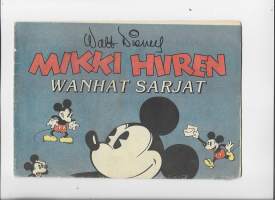 Walt Disney
MIKKI HIIREN
WANHAT SARJAT